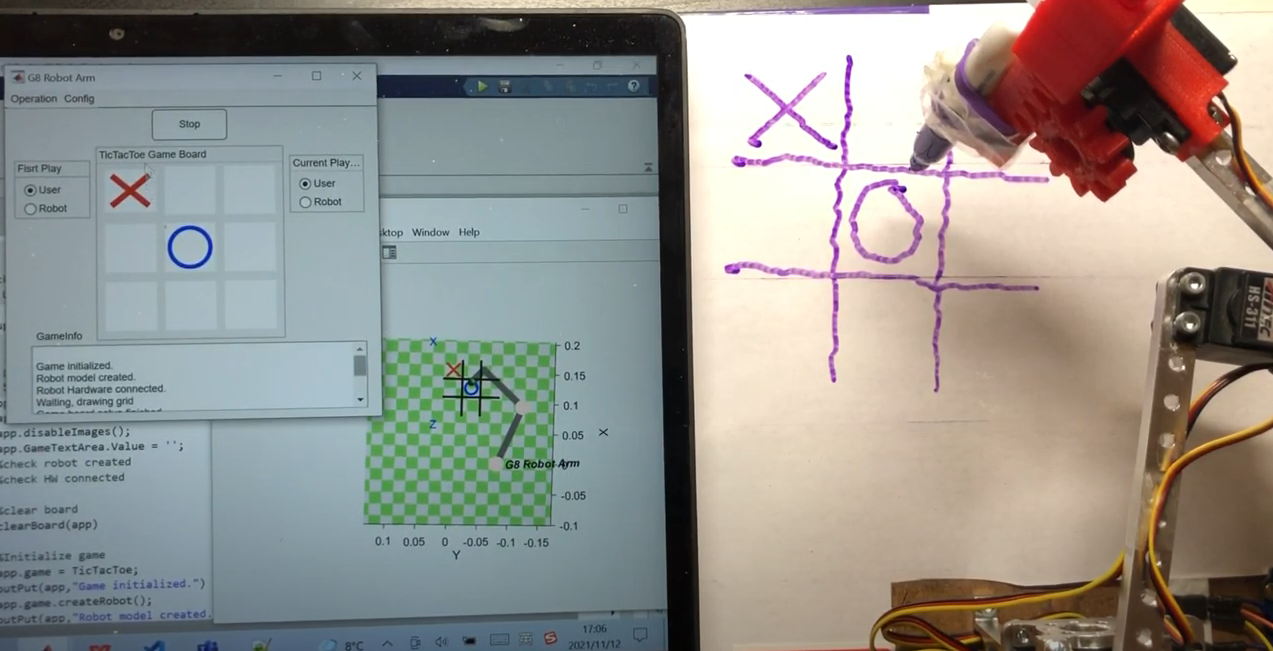 G8 Robot Arm
Operation Config
Stop
TicTacToe Game Board
Fisrt Play
User
Robot
Current Play...
User
Robot
GameInfo
Game initialized.
Robot model created.
Robot Hardware connected.
Waiting, drawing grid
app.disableImages();
app.GameTextArea.Value = '';
check robot created
check HW connected
clear board
clearBoard(app)
Initialize game
app.game = TicTacToe;
outPut(app,"Game initialized.")
app.game.createRobot();
outPut(app,"Robot model created.
Window Help
X
Z
G8 Robot Arm
0.2
0.15
0.1
0.05
-0.05
-0.1
X
0.1 0.05 0 -0.05 -0.1 -0.15
Y
8°C
17:06
2021/11/12
HS-311